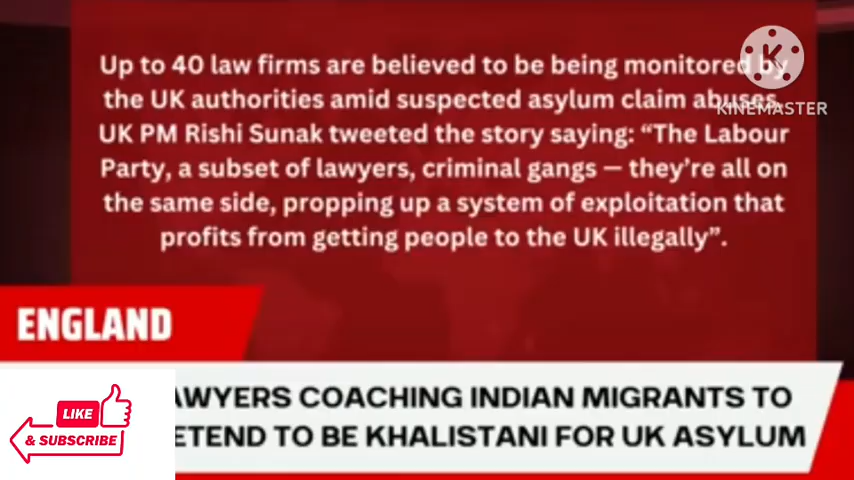 Up to 40 law firms are believed to be being monitored by
the UK authorities amid suspected asylum claim abuses.
UK PM Rishi Sunak tweeted the story saying: “The Labour
Party, a subset of lawyers, criminal gangs — they’re all on
the same side, propping up a system of exploitation that
profits from getting people to the UK illegally”.
KINEMASTER
ENGLAND
AWYERS COACHING INDIAN MIGRANTS TO
ETEND TO BE KHALISTANI FOR UK ASYLUM
LIKE
& SUBSCRIBE